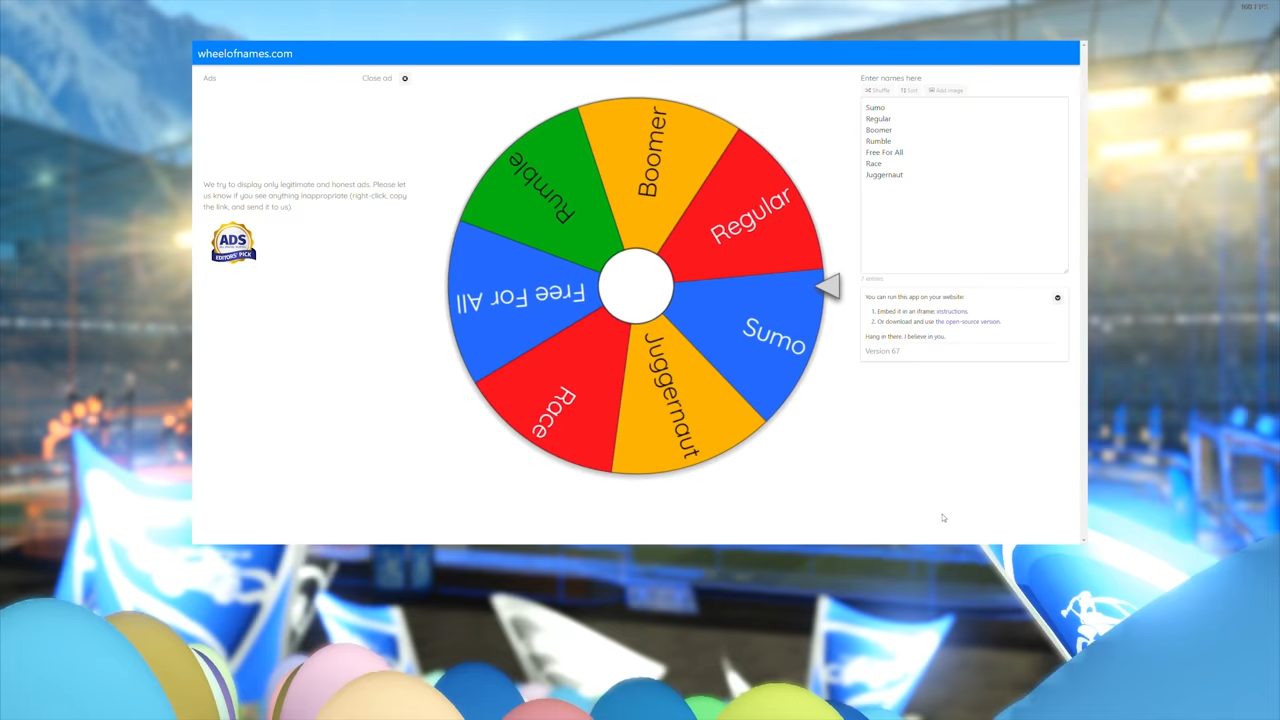 160 FPS
wheelofnames.com
Ads
Close ad
We try to display only legitimate and honest ads. Please let
us know if you see anything inappropriate (right-click, copy
the link, and send it to us).
ADS
EDITORS' PICK
Boomer
Regular
Sumo
Juggernaut
Race
Free For All
Rumble
Enter names here
Shuffle
Sort
Add image
Sumo
Regular
Boomer
Rumble
Free For All
Race
Juggernaut
7 entries
You can run this app on your website:
1. Embed it in an iframe: instructions.
2. Or download and use the open-source version.
Hang in there. I believe in you.
Version 67